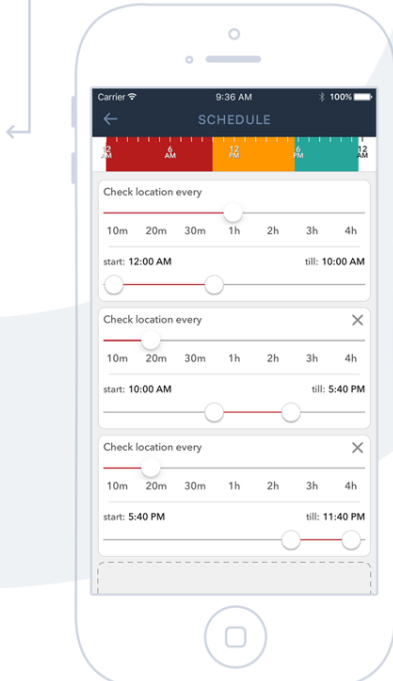 Carrier 9:36 AM 100%
SCHEDULE
12 AM 6 AM 12 PM 6 PM 12 AM
Check location every
10m 20m 30m 1h 2h 3h 4h
start: 12:00 AM till: 10:00 AM
Check location every
10m 20m 30m 1h 2h 3h 4h
start: 10:00 AM till: 5:40 PM
Check location every
10m 20m 30m 1h 2h 3h 4h
start: 5:40 PM till: 11:40 PM